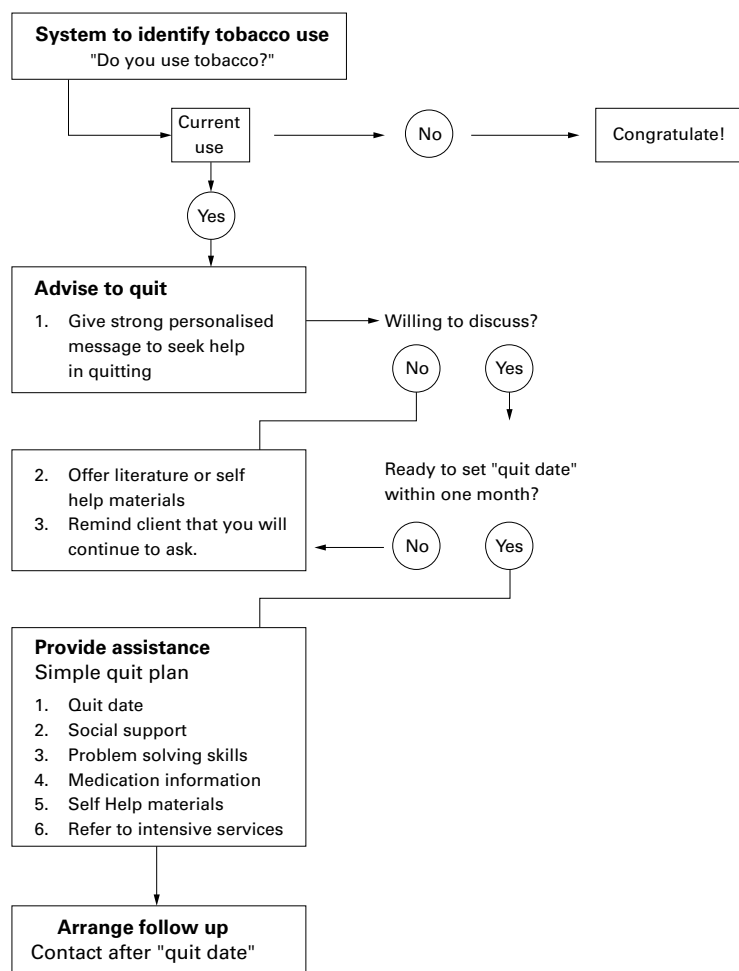 System to identify tobacco use
"Do you use tobacco?"
Current
use
No
Congratulate!
Yes
Advise to quit
1. Give strong personalised
message to seek help
in quitting
Willing to discuss?
No
Yes
2. Offer literature or self
help materials
3. Remind client that you will
continue to ask.
Ready to set "quit date"
within one month?
No
Yes
Provide assistance
Simple quit plan
1. Quit date
2. Social support
3. Problem solving skills
4. Medication information
5. Self Help materials
6. Refer to intensive services
Arrange follow up
Contact after "quit date"